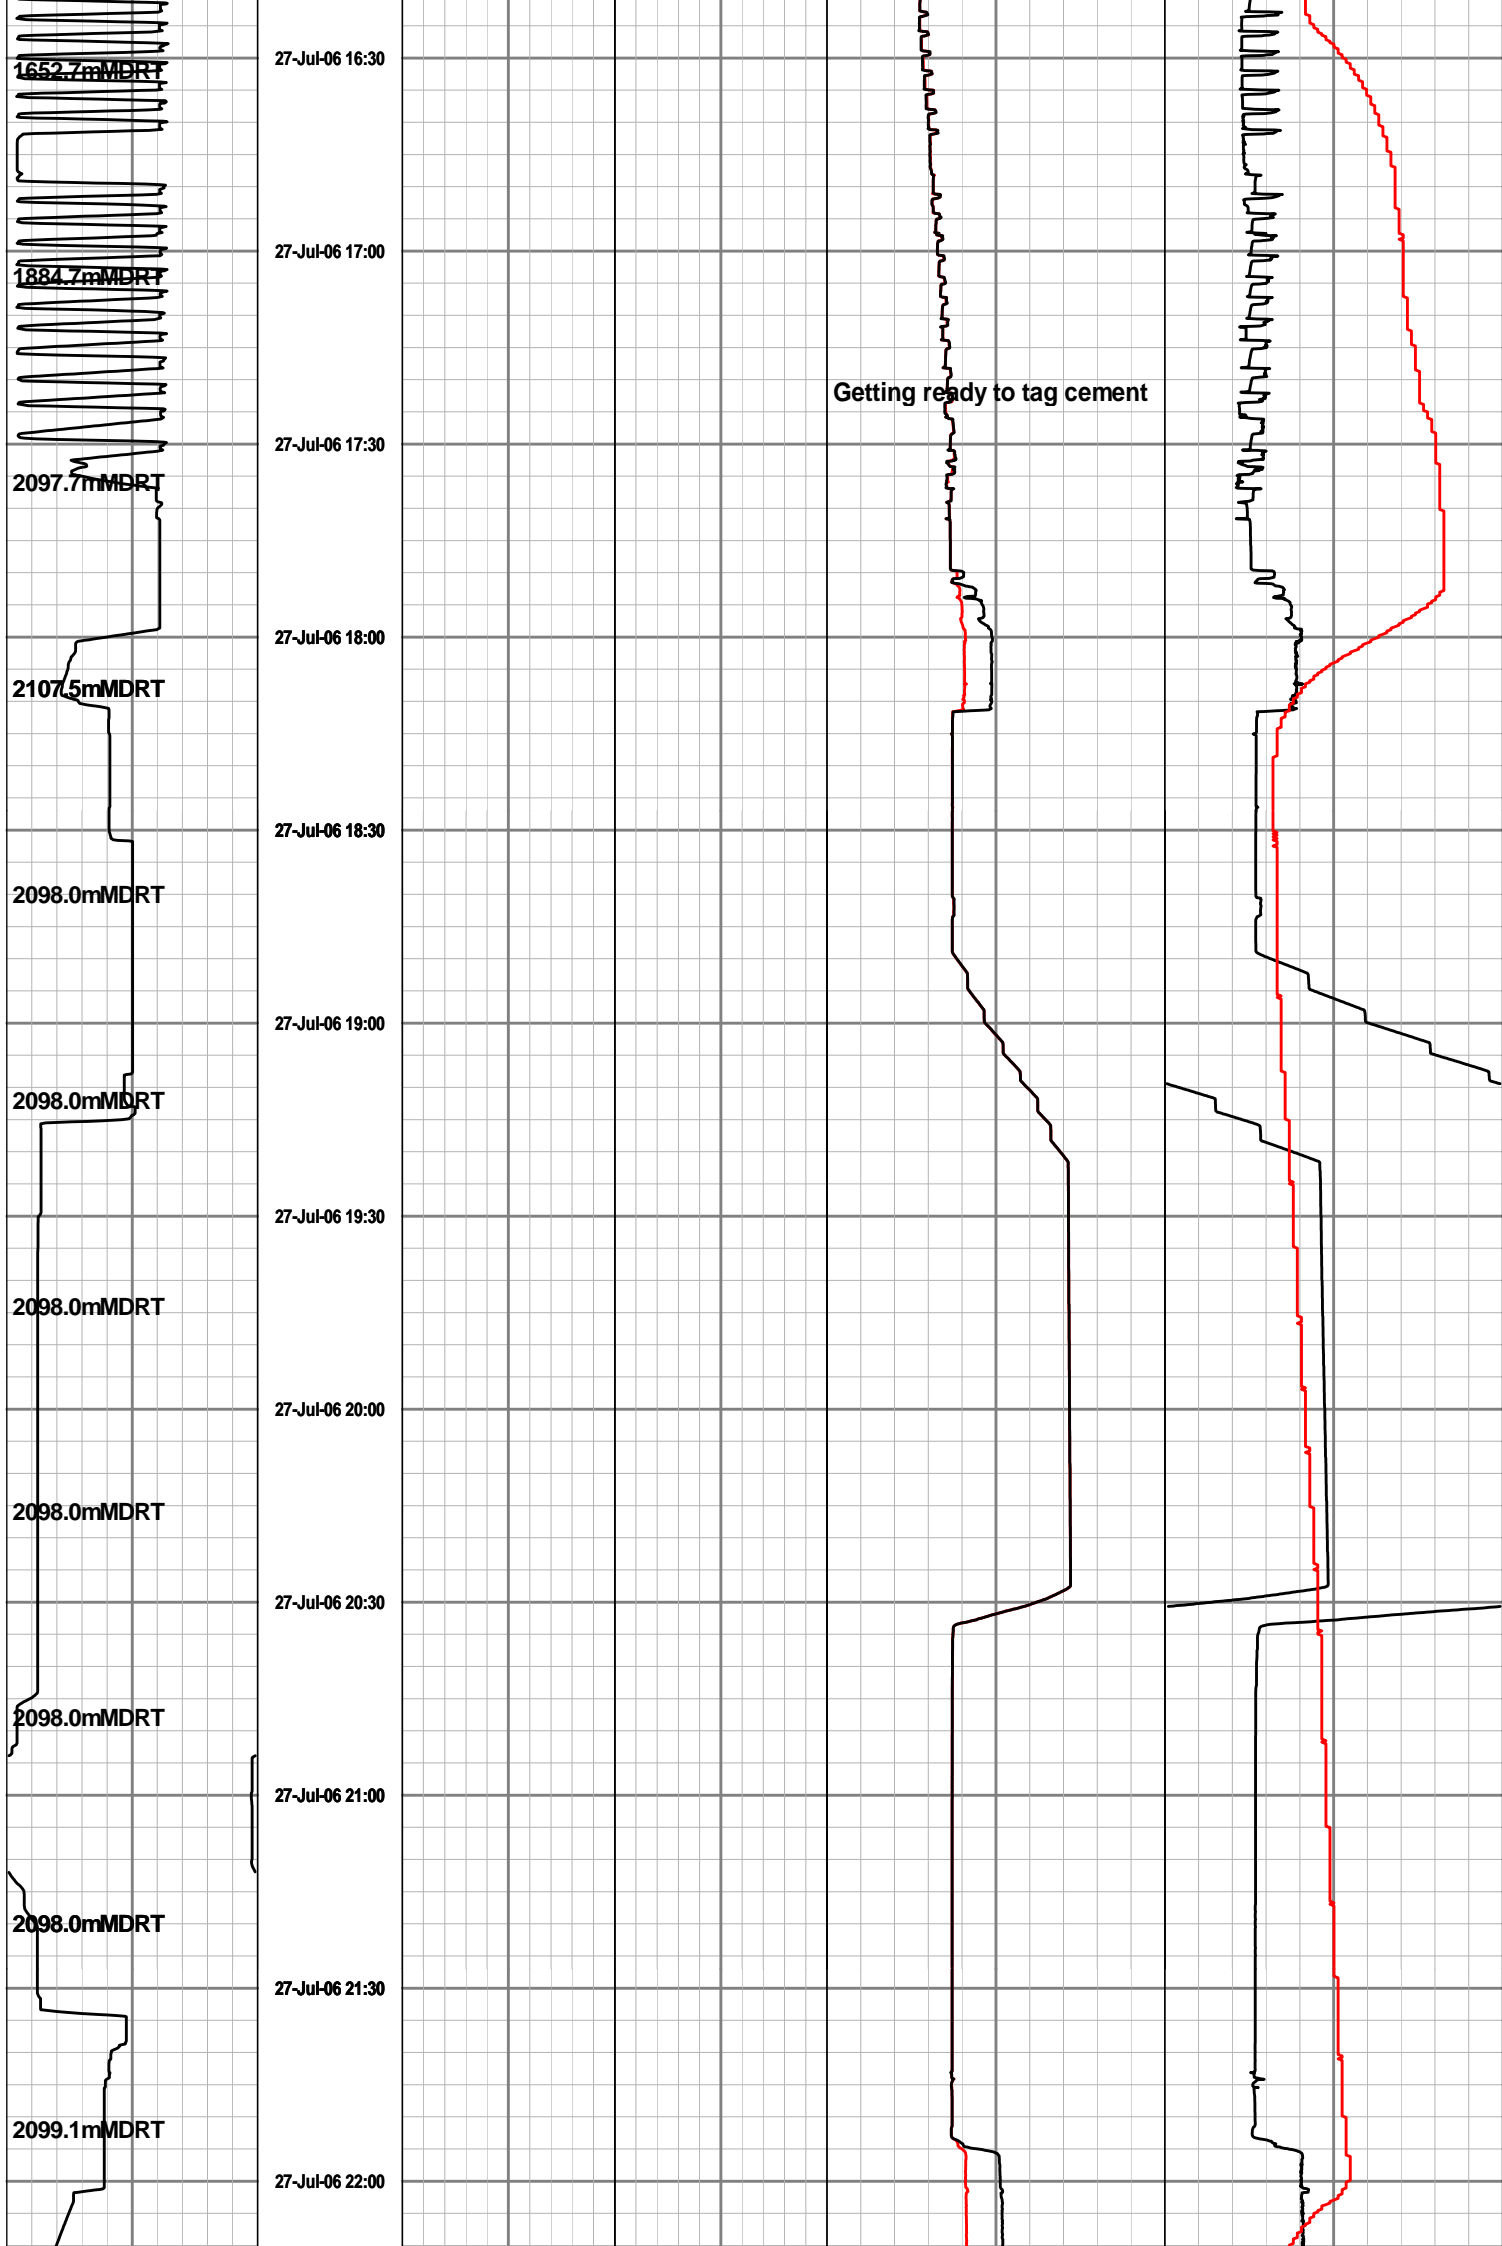 27-Jul-06 16:30
1652.7mMDRT
27-Jul-06 17:00
1884.7mMDRT
Getting ready to tag cement
27-Jul-06 17:30
2097.7mMDRT
27-Jul-06 18:00
2107.5mMDRT
27-Jul-06 18:30
2098.0mMDRT
27-Jul-06 19:00
2098.0mMDRT
27-Jul-06 19:30
2098.0mMDRT
27-Jul-06 20:00
2098.0mMDRT
27-Jul-06 20:30
2098.0mMDRT
27-Jul-06 21:00
2098.0mMDRT
27-Jul-06 21:30
2099.1mMDRT
27-Jul-06 22:00